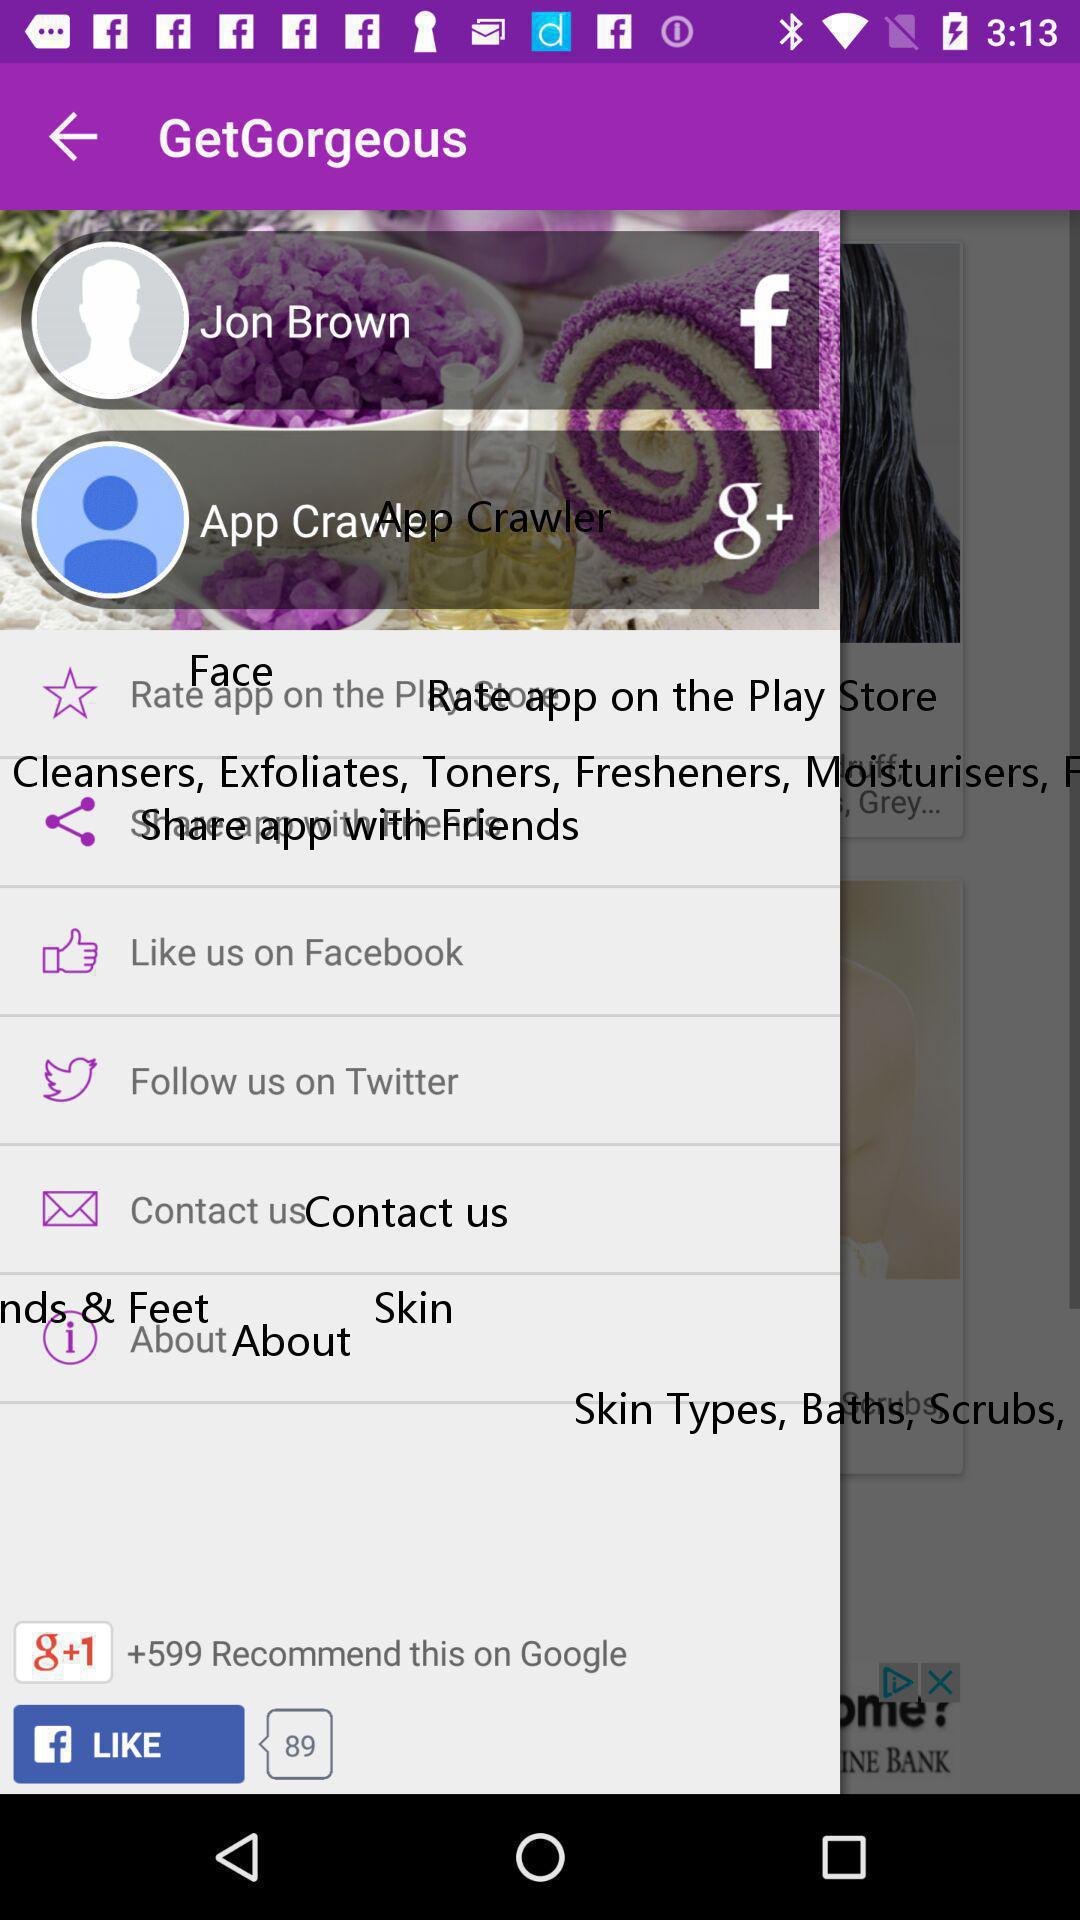 3:13
GetGorgeous
Jon Brown
App Crawler
App Crawler
Face
Rate app on the Play Store
Rate app on the Play Store
Cleansers, Exfoliates, Toners, Fresheners, Moisturisers, F
druff,
s, Grey...
Share app with Friends
Share app with Friends
Like us on Facebook
Follow us on Twitter
Contact us
Contact us
nds & Feet
Skin
About
About
Skin Types, Baths, Scrubs,
Scrubs,
g+1
+599 Recommend this on Google
ome?
INE BANK
LIKE
89